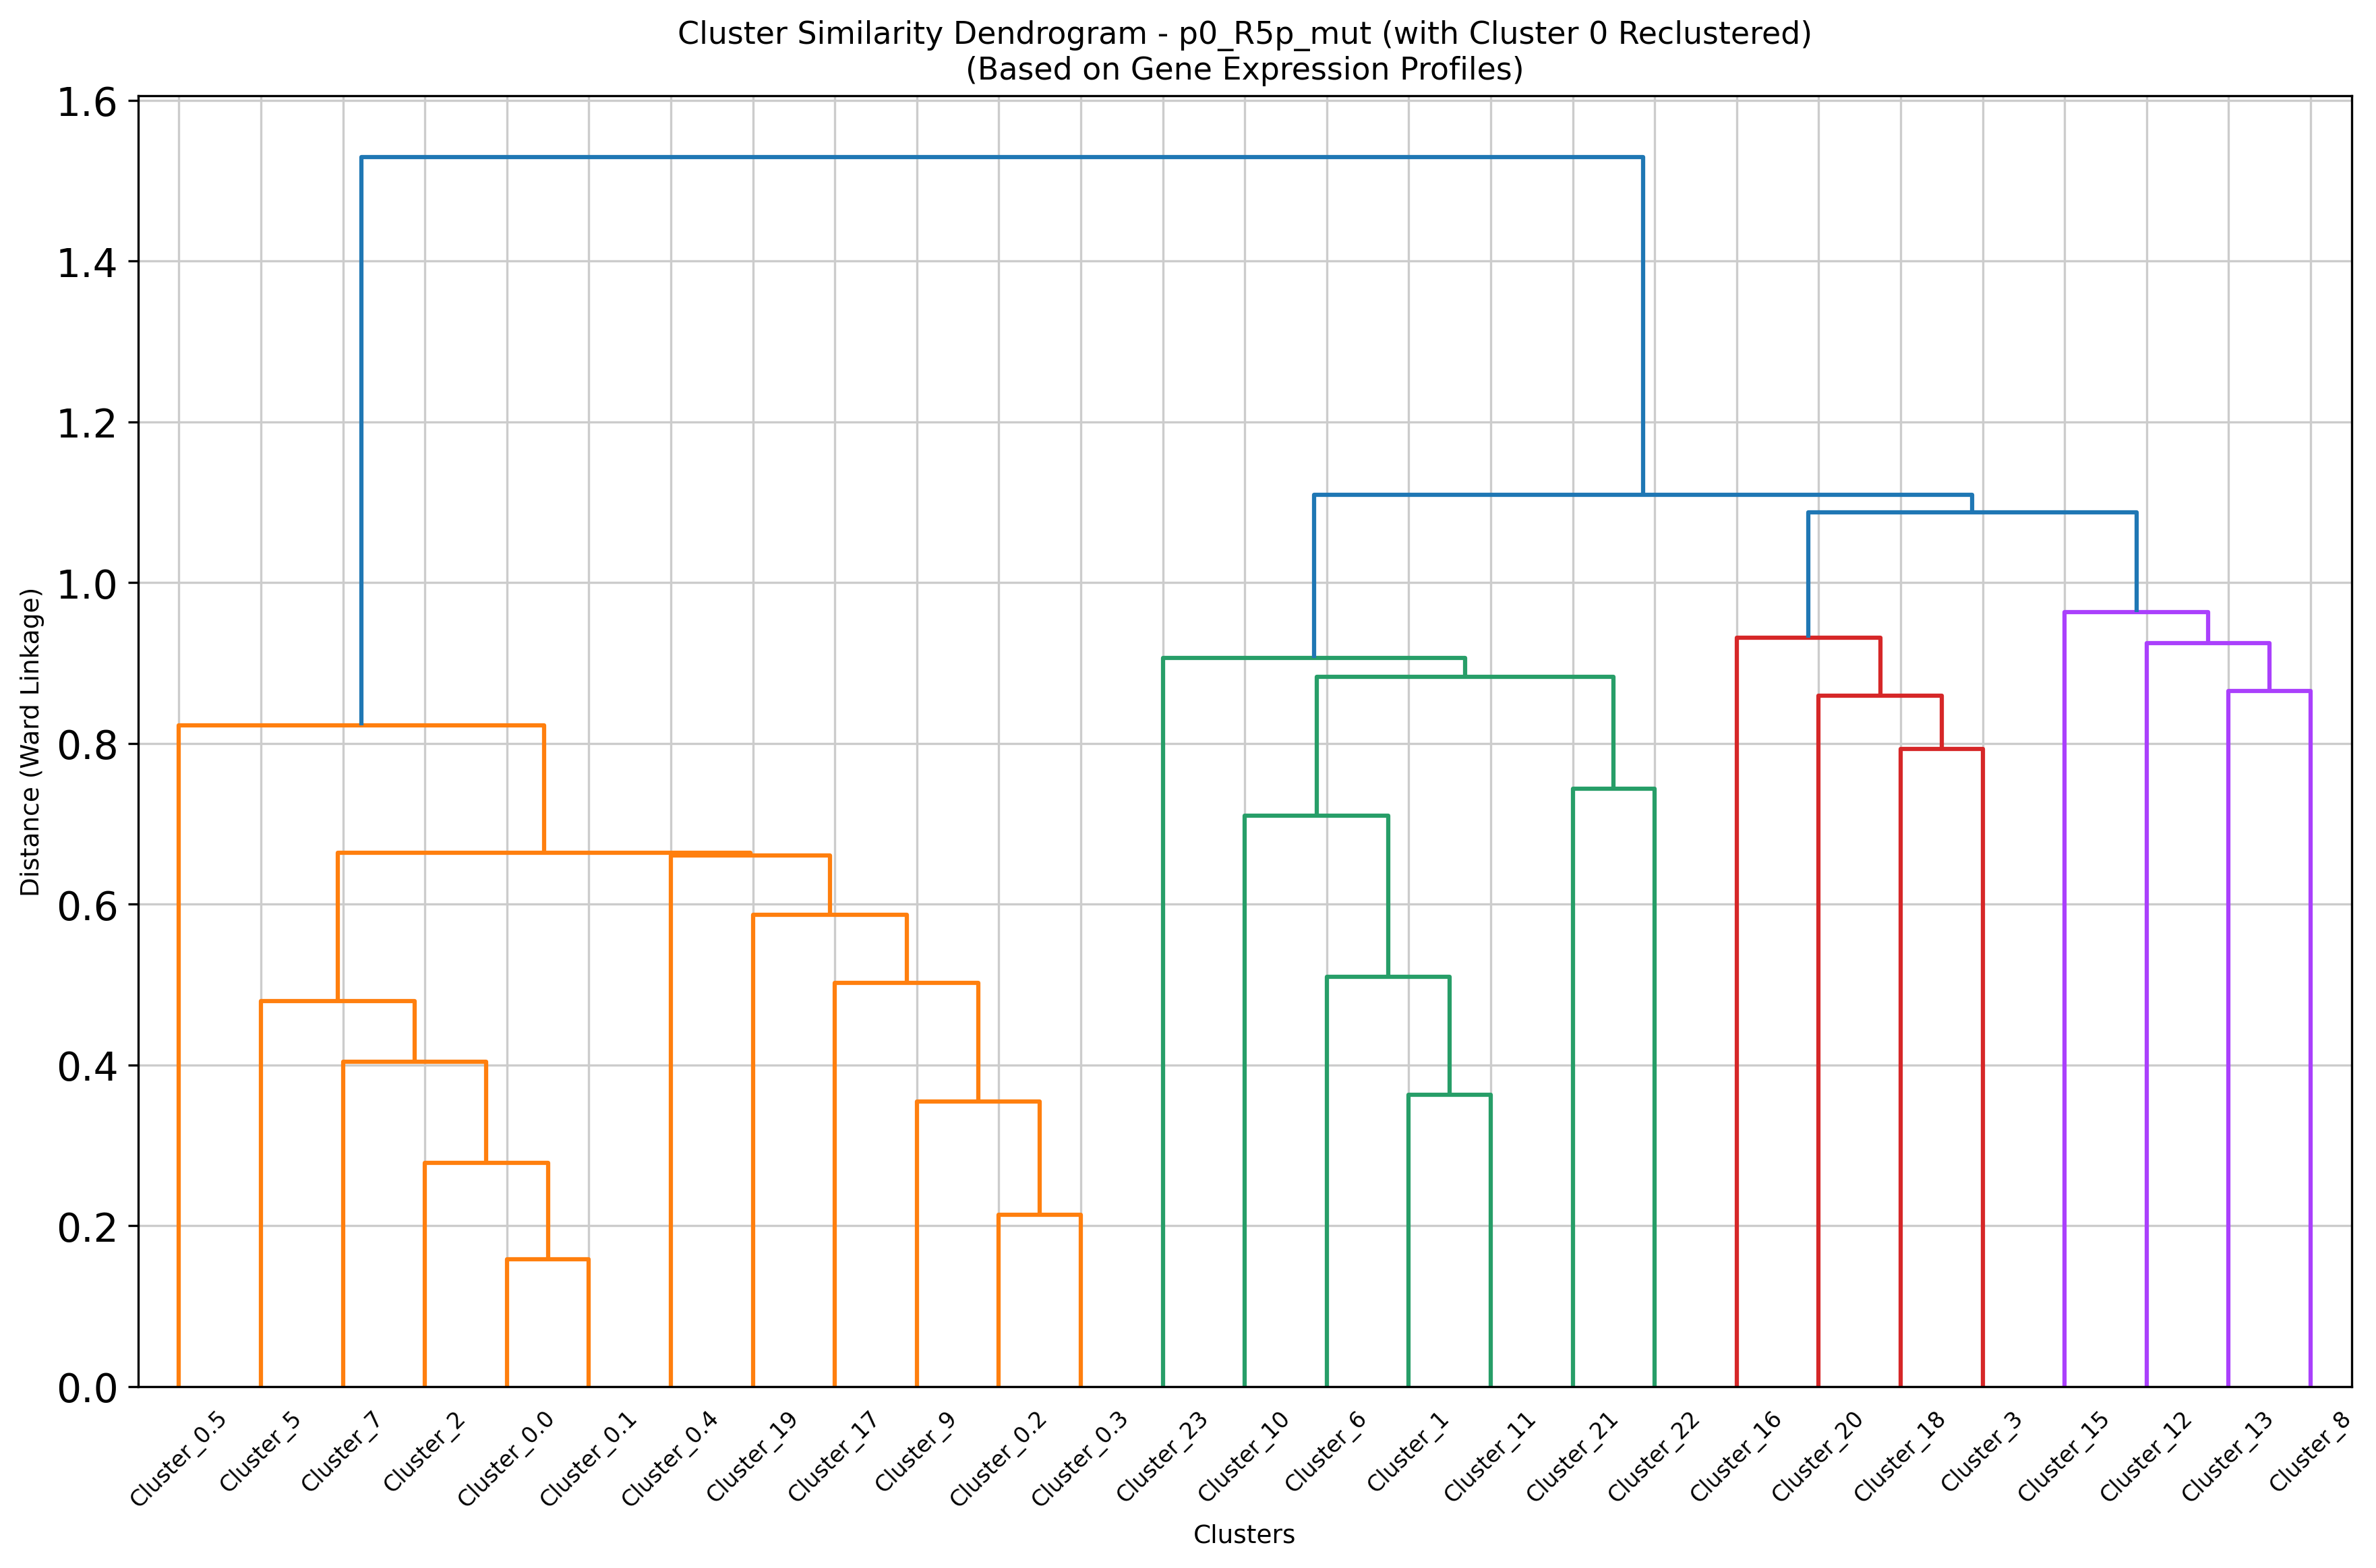 Cluster Similarity Dendrogram - p0_R5p_mut (with Cluster 0 Reclustered)
(Based on Gene Expression Profiles)
1.6
1.4
1.2
1.0
0.8
0.6
0.4
0.2
0.0
Distance (Ward Linkage)
Cluster_0.5
Cluster_5
Cluster_7
Cluster_2
Cluster_0.0
Cluster_0.1
Cluster_0.4
Cluster_19
Cluster_17
Cluster_9
Cluster_0.2
Cluster_0.3
Cluster_23
Cluster_10
Cluster_6
Cluster_1
Cluster_11
Cluster_21
Cluster_22
Cluster_16
Cluster_20
Cluster_18
Cluster_3
Cluster_15
Cluster_12
Cluster_13
Cluster_8
Clusters